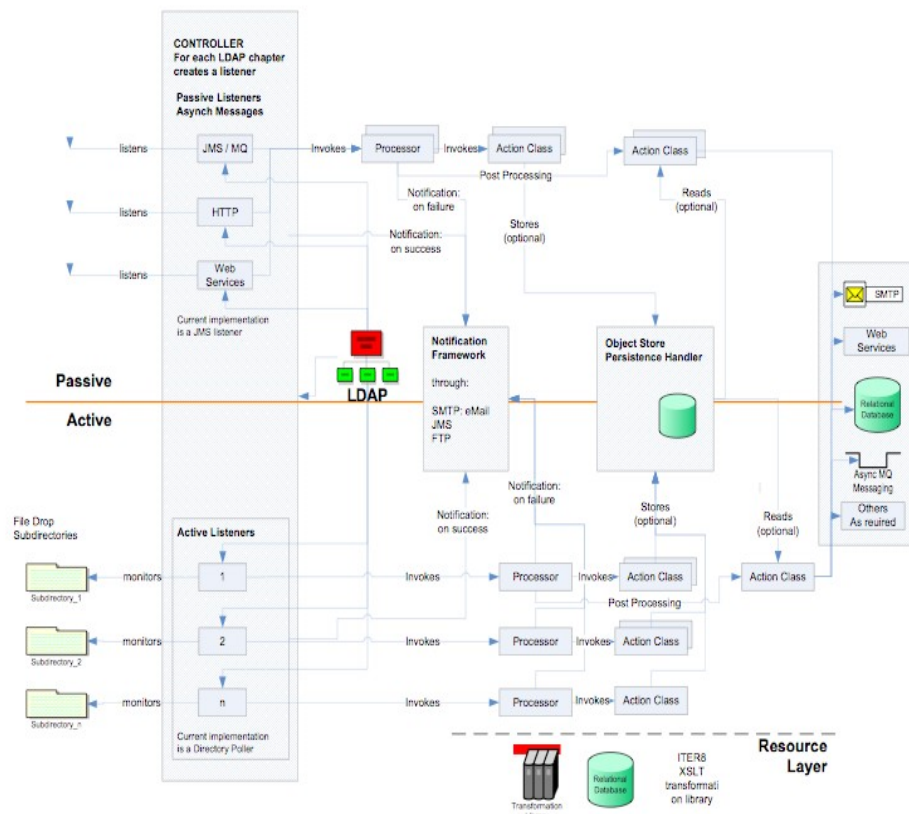 CONTROLLER
For each LDAP chapter
creates a listener
Passive Listeners
Asynch Messages
listens
JMS / MQ
Invokes
Processor
Invokes
Action Class
Action Class
Post Processing
Notification:
on failure
Reads
(optional)
listens
HTTP
Notification:
on success
Stores
(optional)
listens
Web
Services
Current implementation
is a JMS listener
SMTP
Notification
Framework
through:
SMTP: eMail
JMS
FTP
Object Store
Persistence Handler
Web
Services
LDAP
Passive
Active
Relational
Database
Async MQ
Messaging
Others
As reuired
Notification:
on failure
Notification:
on success
Stores
(optional)
Reads
(optional)
File Drop
Subdirectories
Active Listeners
Subdirectory_1
monitors
1
Invokes
Processor
Invokes
Action Class
Action Class
Post Processing
Subdirectory_2
monitors
2
Invokes
Processor
Invokes
Action Class
Subdirectory_n
monitors
n
Invokes
Processor
Invokes
Action Class
Current implementation
is a Directory Poller
Resource
Layer
Transformation
Relational
Database
ITER8
XSLT
transformati
on library